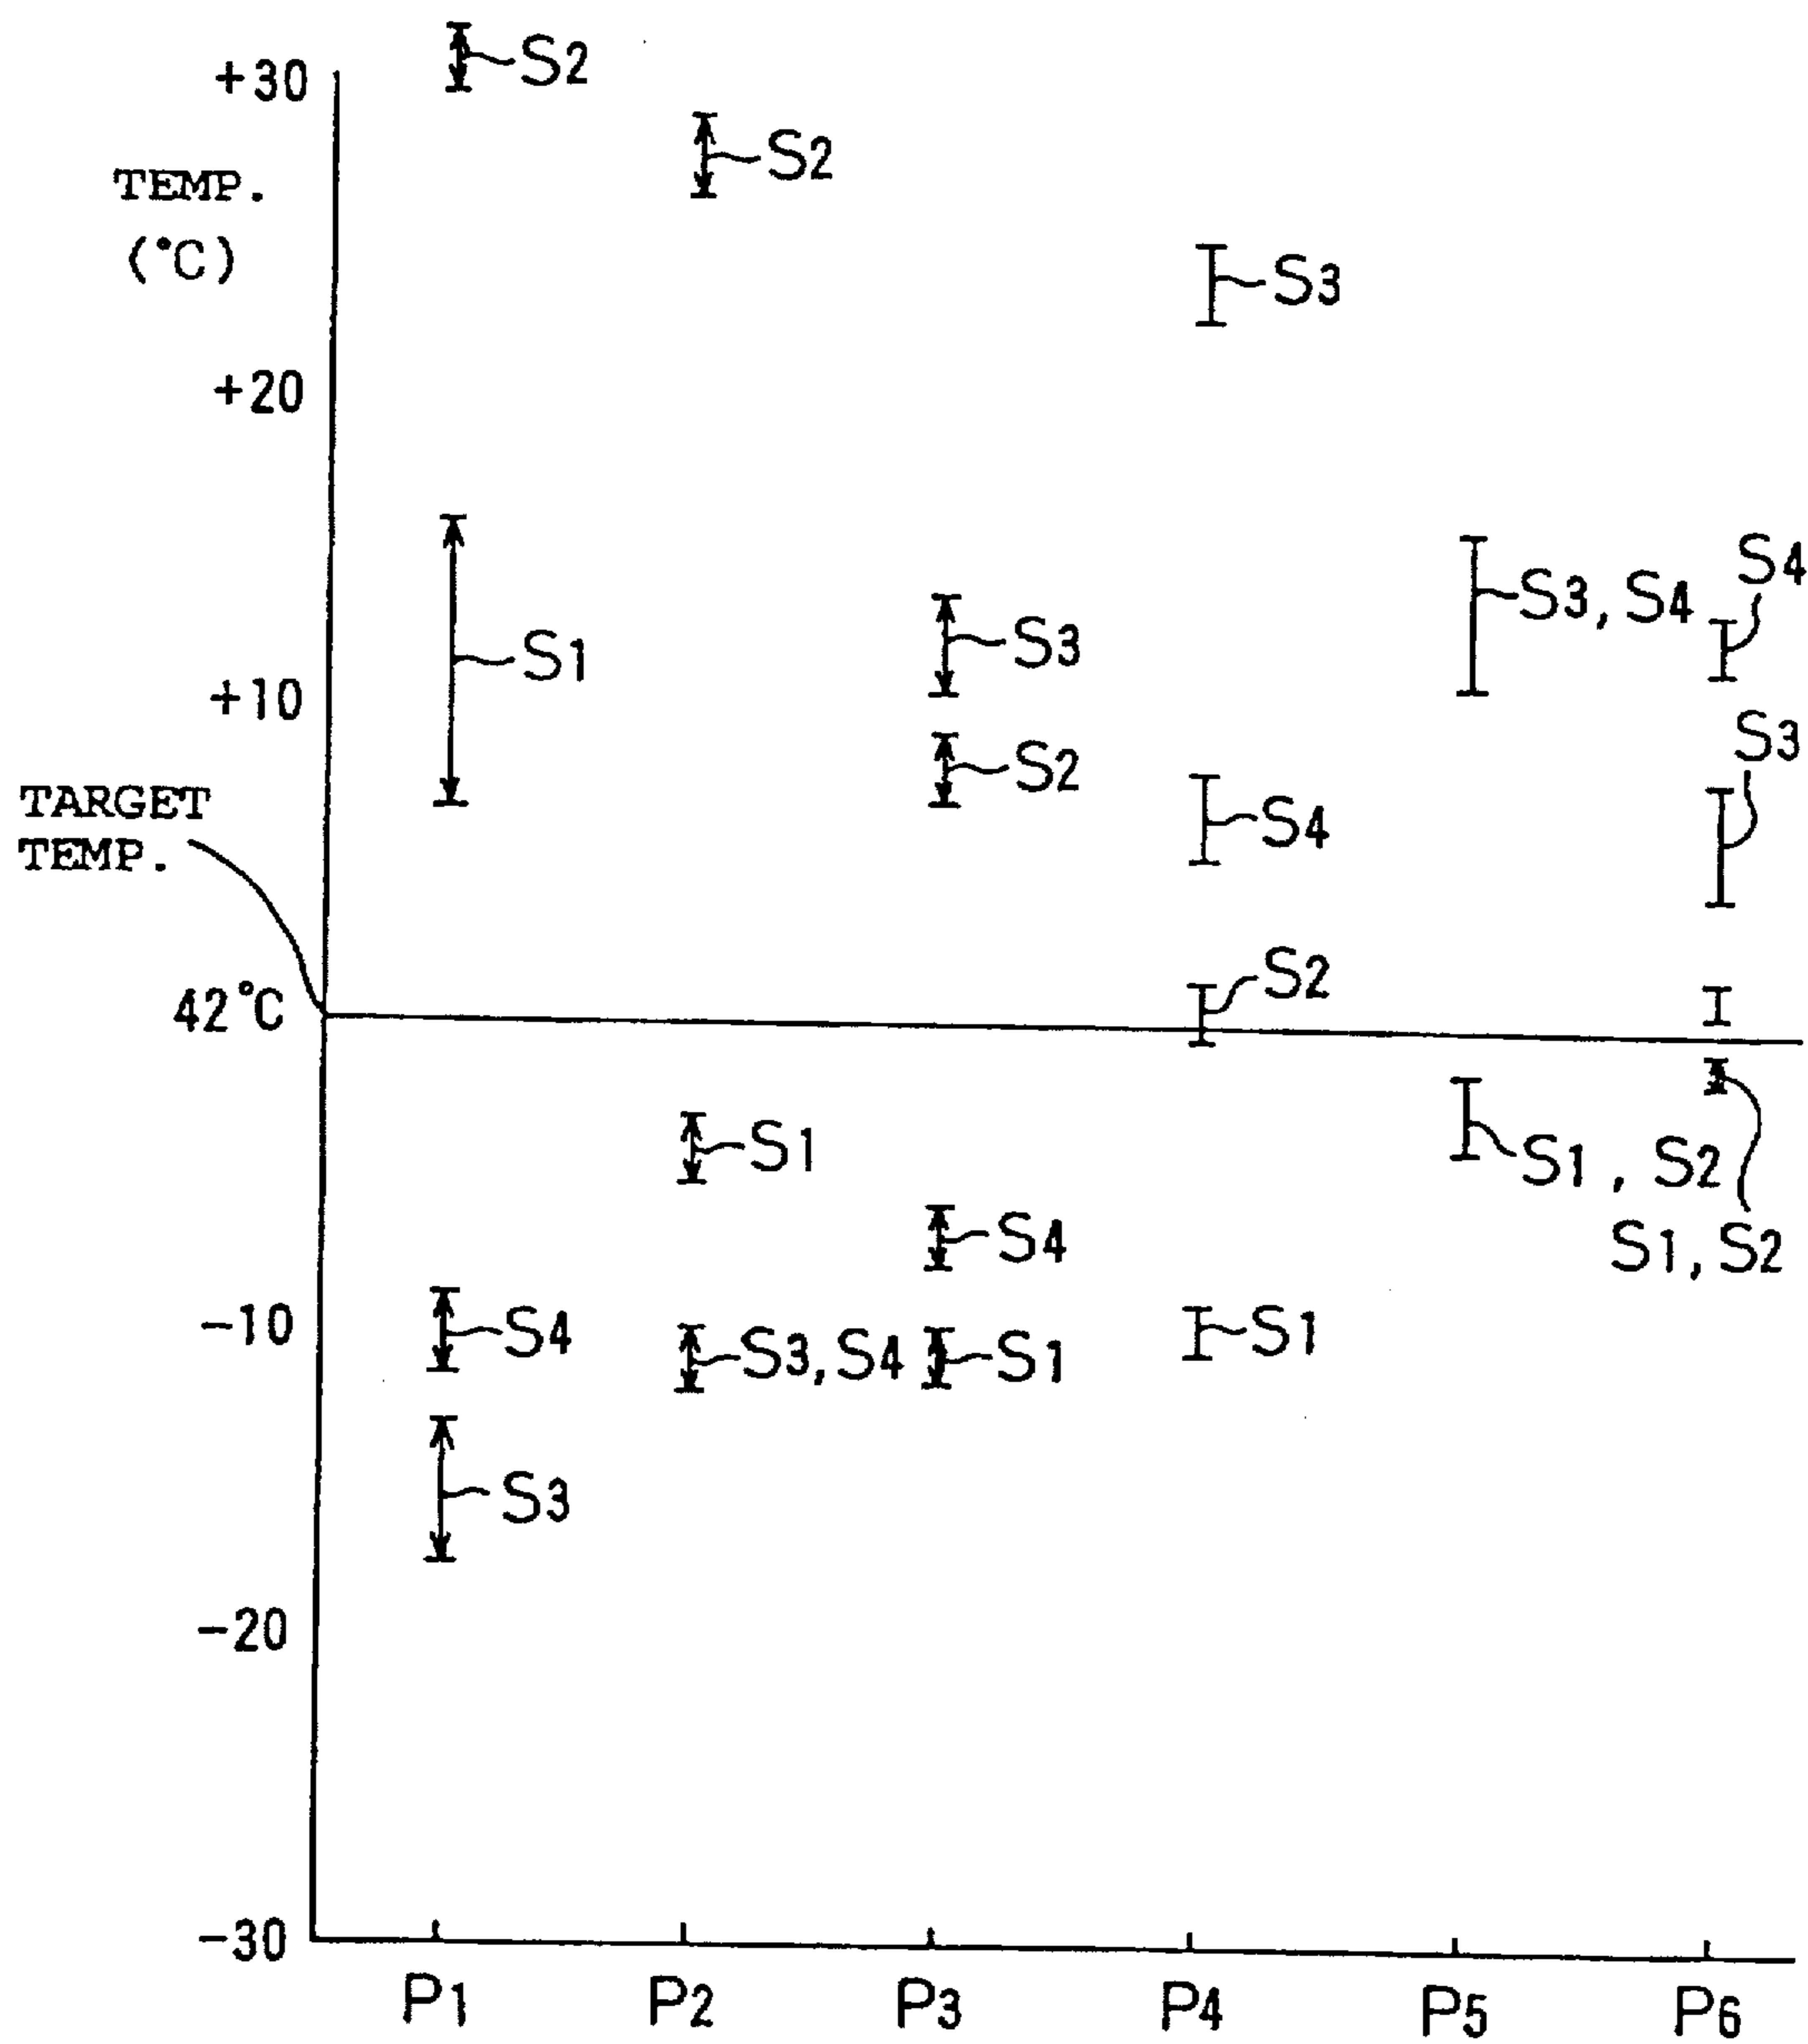 S2
+30
S2
TEMP.
(°C)
S3
+20
S4
S3, S4
S1
S3
+10
S3
S2
TARGET
TEMP.
S4
S2
42°C
S1
S1, S2
S4
S1, S2
-10
S4
S3, S4
S1
S1
S3
-20
-30
P1 P2 P3 P4 P5 P6